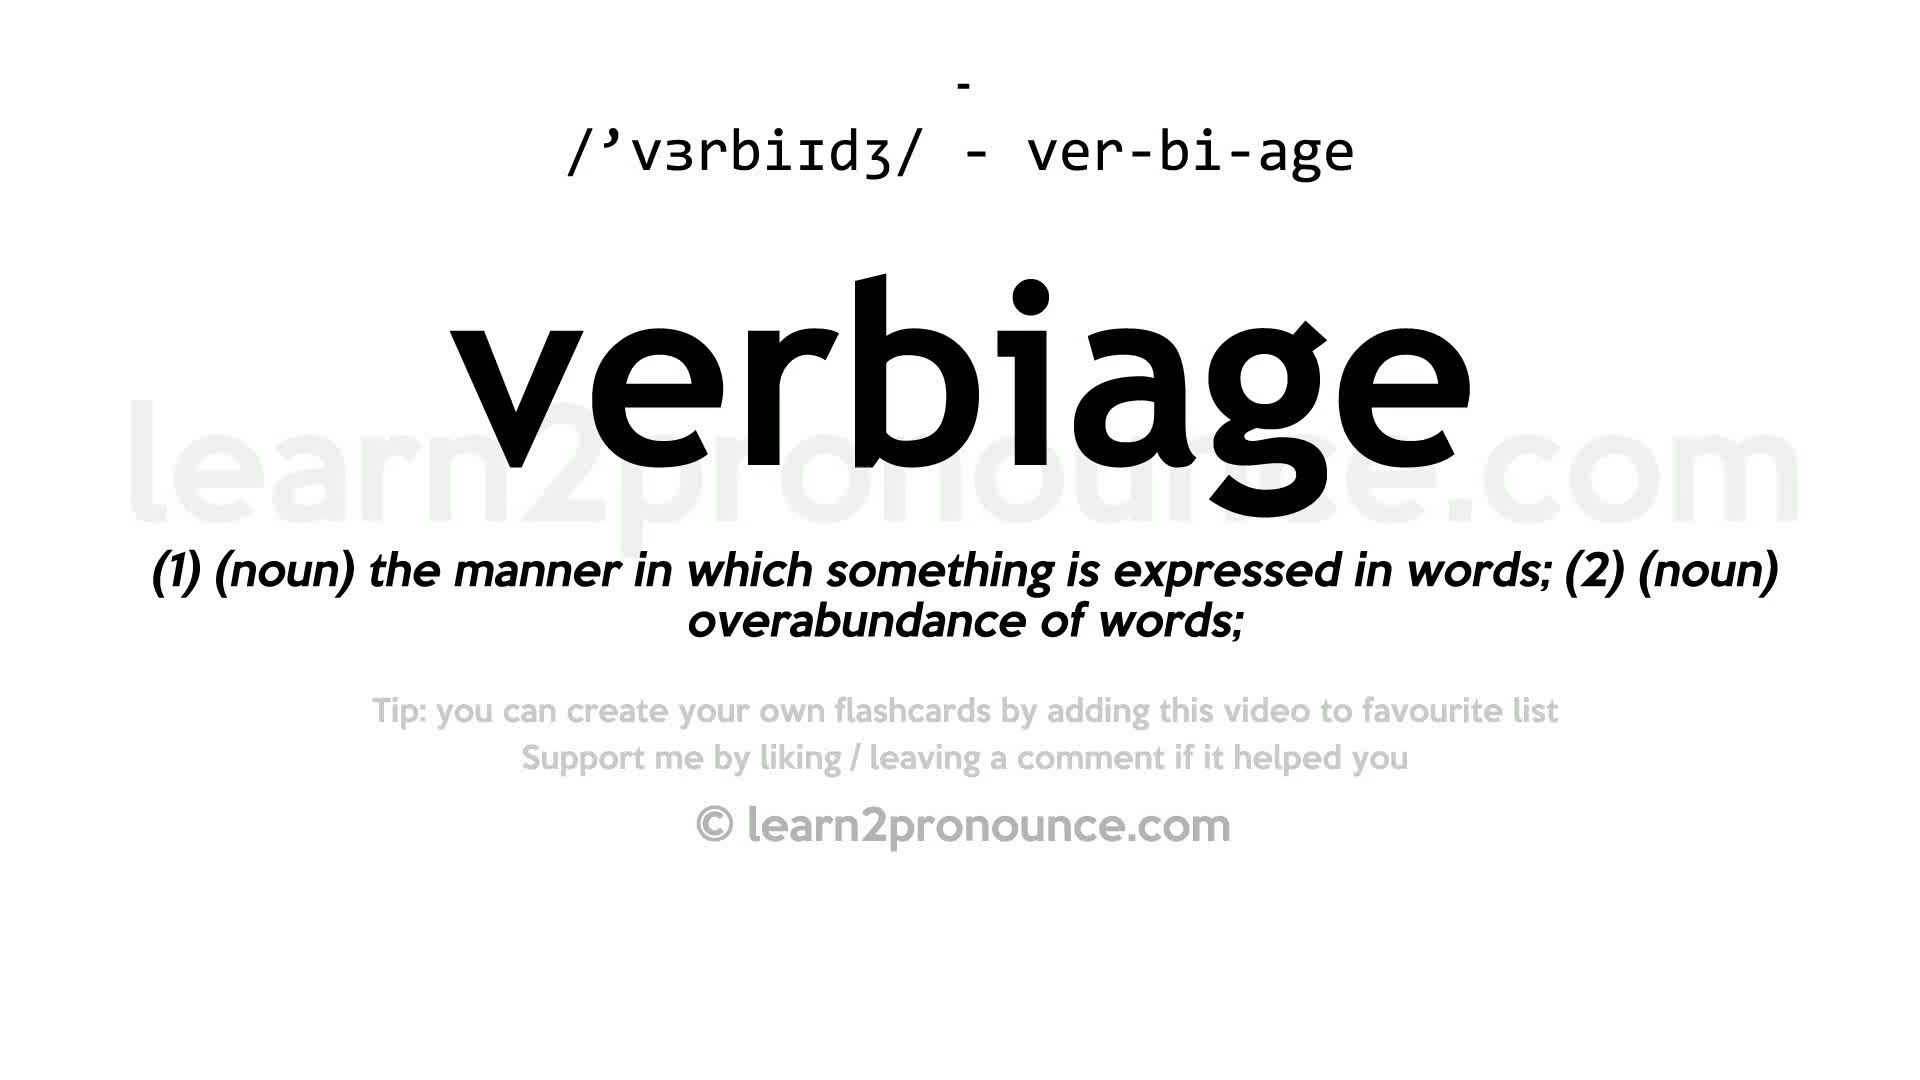 -
/’vɜrbiɪdʒ/ - ver-bi-age
verbiage
learn2pronounce.com
(1) (noun) the manner in which something is expressed in words; (2) (noun)
overabundance of words;
Tip: you can create your own flashcards by adding this video to favourite list
Support me by liking / leaving a comment if it helped you
© learn2pronounce.com